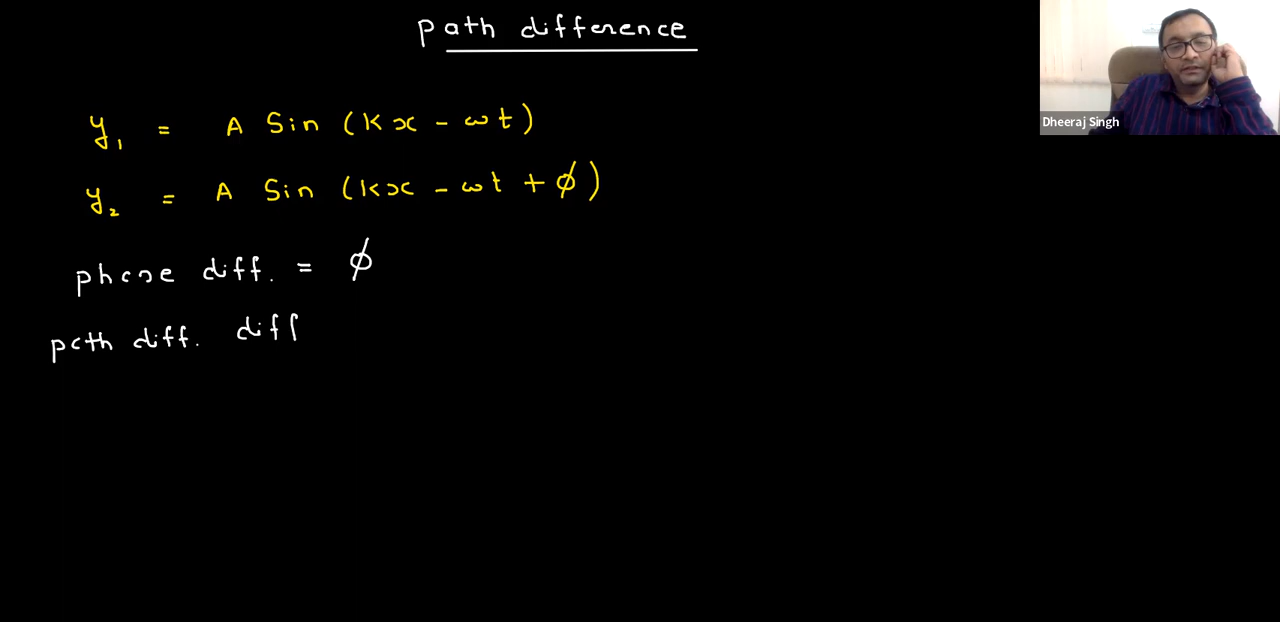 path difference
y₁ = A Sin (kx - ωt)
y₂ = A Sin (kx - ωt + ϕ)
phase diff. = ϕ
path diff. diff
Dheeraj Singh